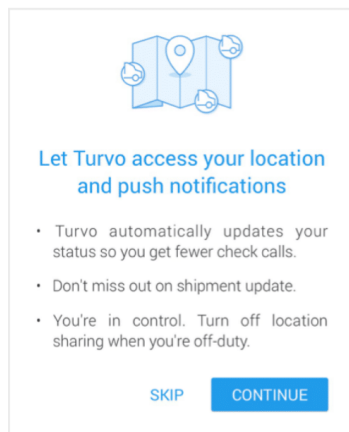 Let Turvo access your location
and push notifications
• Turvo automatically updates your
status so you get fewer check calls.
• Don't miss out on shipment update.
• You're in control. Turn off location
sharing when you're off-duty.
SKIP CONTINUE